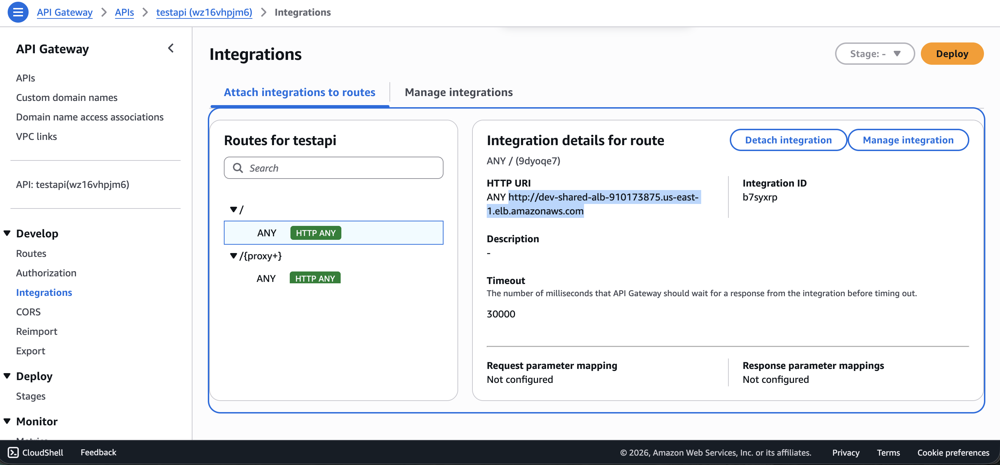 API Gateway > APIs > testapi (wz16vhpjm6) > Integrations
API Gateway
APIs
Custom domain names
Domain name access associations
VPC links
API: testapi(wz16vhpjm6)
Develop
Routes
Authorization
Integrations
CORS
Reimport
Export
Deploy
Stages
Monitor
Integrations
Stage: -
Deploy
Attach integrations to routes
Manage integrations
Routes for testapi
Search
/
ANY HTTP ANY
/{proxy+}
ANY HTTP ANY
Integration details for route
Detach integration
Manage integration
ANY / (9dyoqe7)
HTTP URI
ANY http://dev-shared-alb-910173875.us-east-
1.elb.amazonaws.com
Integration ID
b7syxrp
Description
-
Timeout
The number of milliseconds that API Gateway should wait for a response from the integration before timing out.
30000
Request parameter mapping
Not configured
Response parameter mappings
Not configured
CloudShell
Feedback
© 2026, Amazon Web Services, Inc. or its affiliates.
Privacy
Terms
Cookie preferences